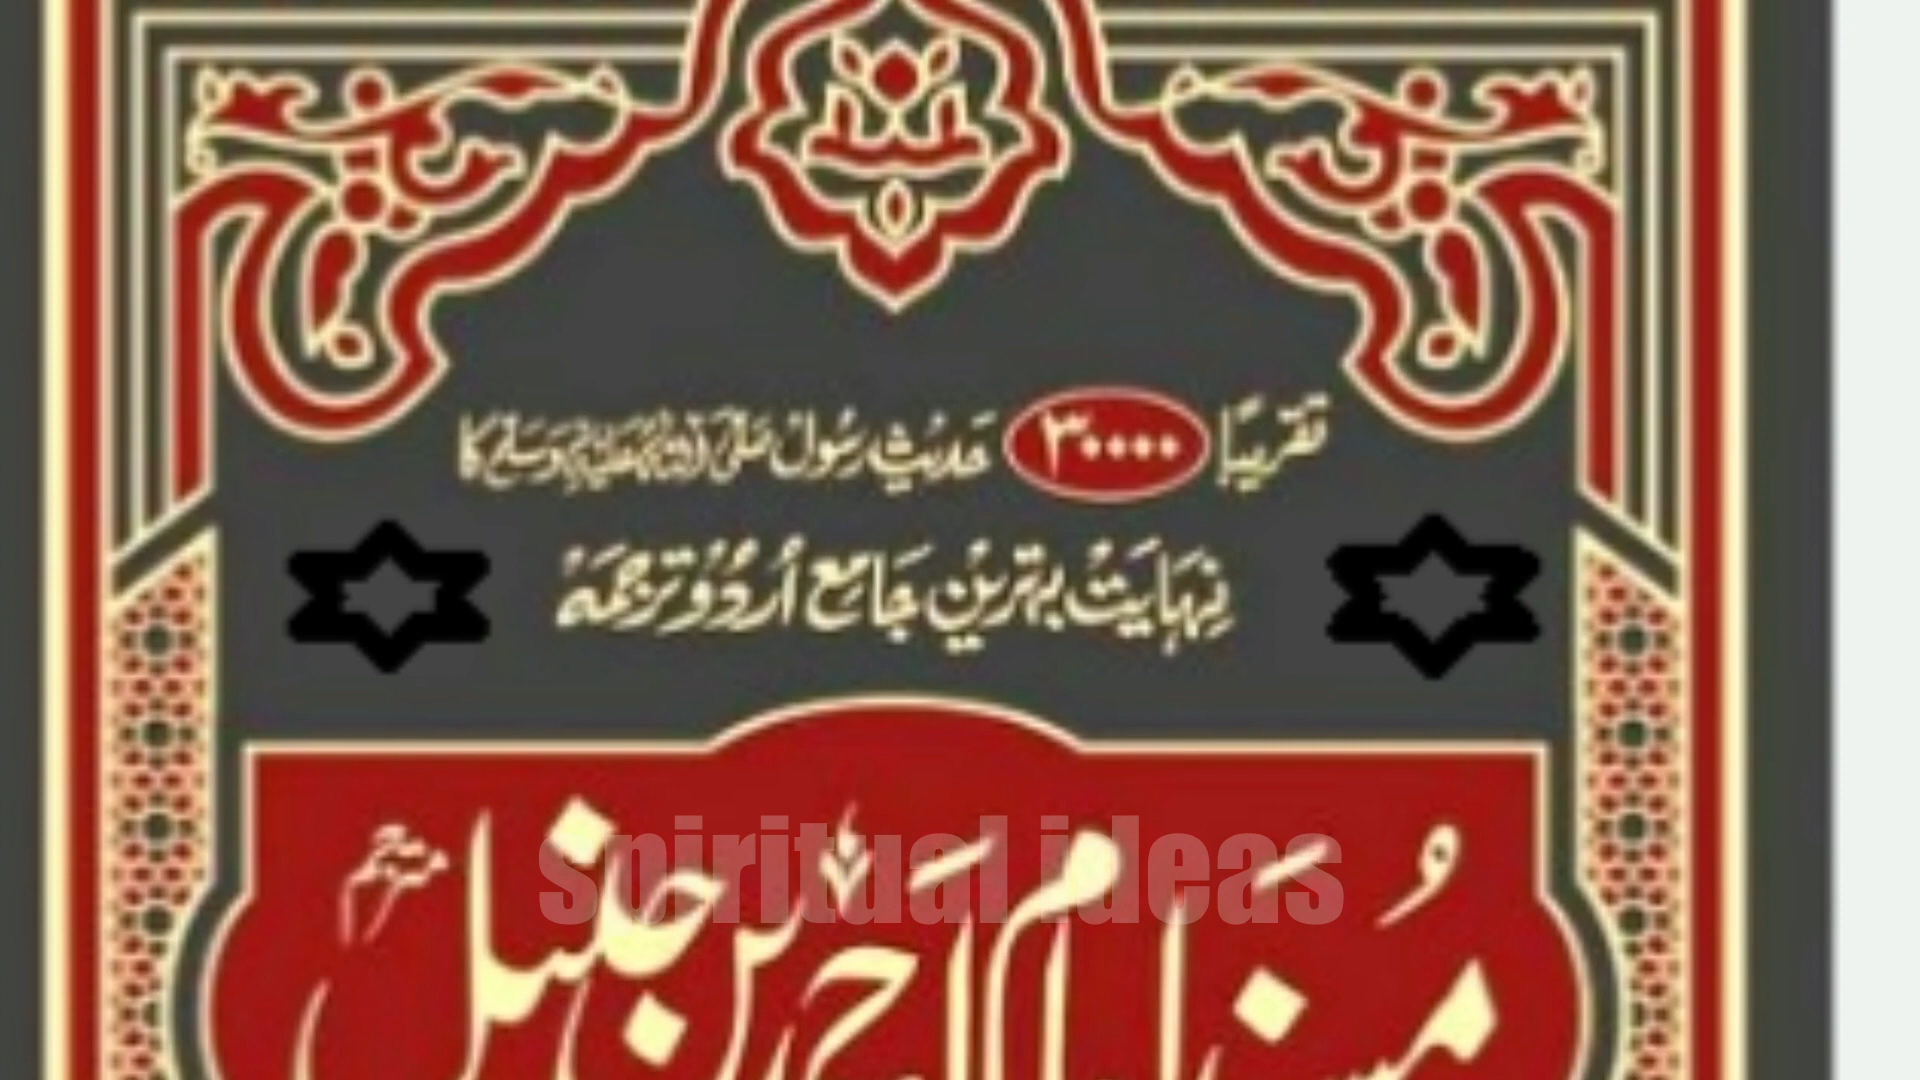 تقریباً ۳۰۰۰۰ حدیثِ رسول صلی اللہ علیہ وسلم کا
نہایت بہترین جامع اردو ترجمہ
مُسند امام احمد بن حنبل مترجم
spiritual ideas